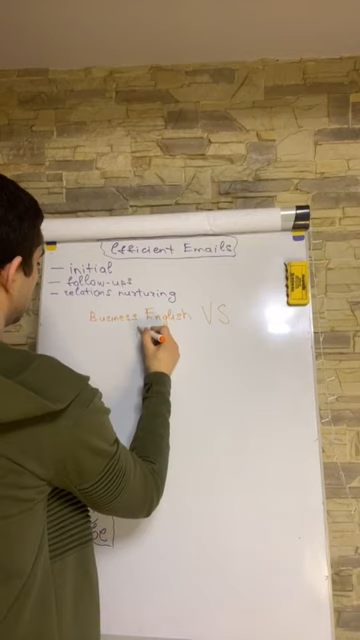 Efficient Emails
— initial
— follow-ups
— relations nurturing
Business English VS